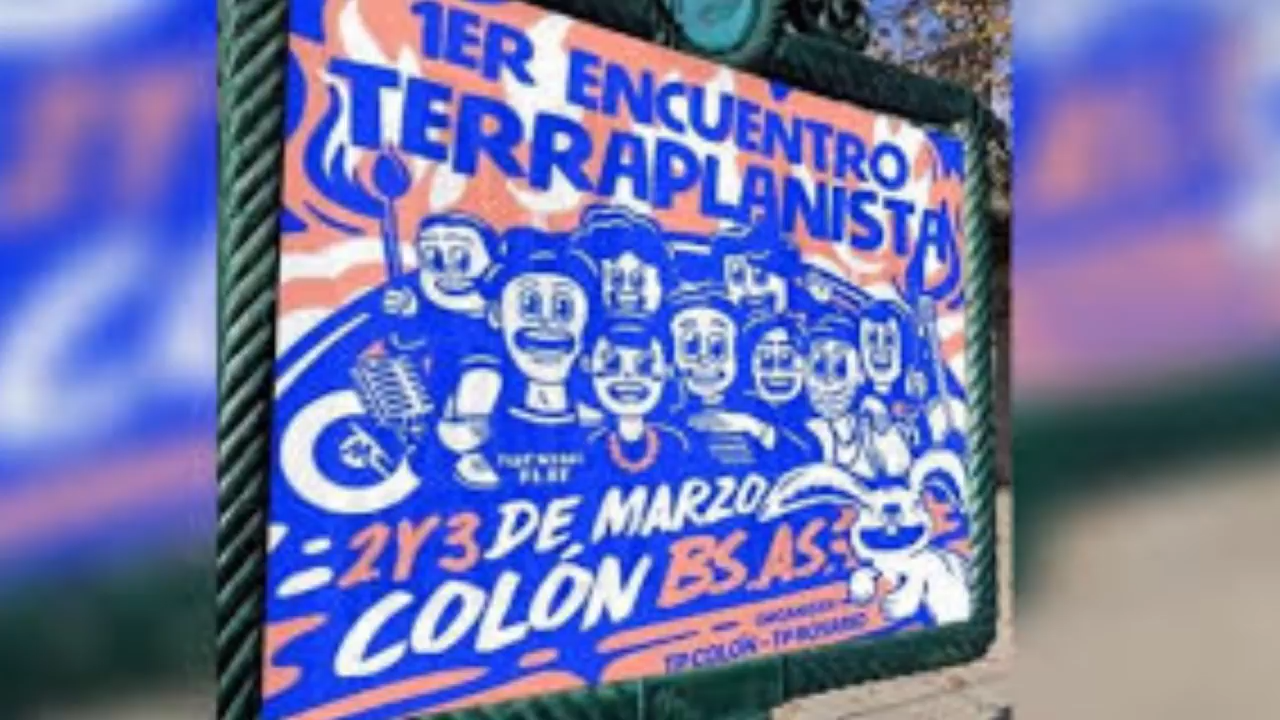 1ER ENCUENTRO
TERRAPLANISTA
2 Y 3 DE MARZO
COLÓN BS.AS.
TP COLÓN - TP ROSARIO